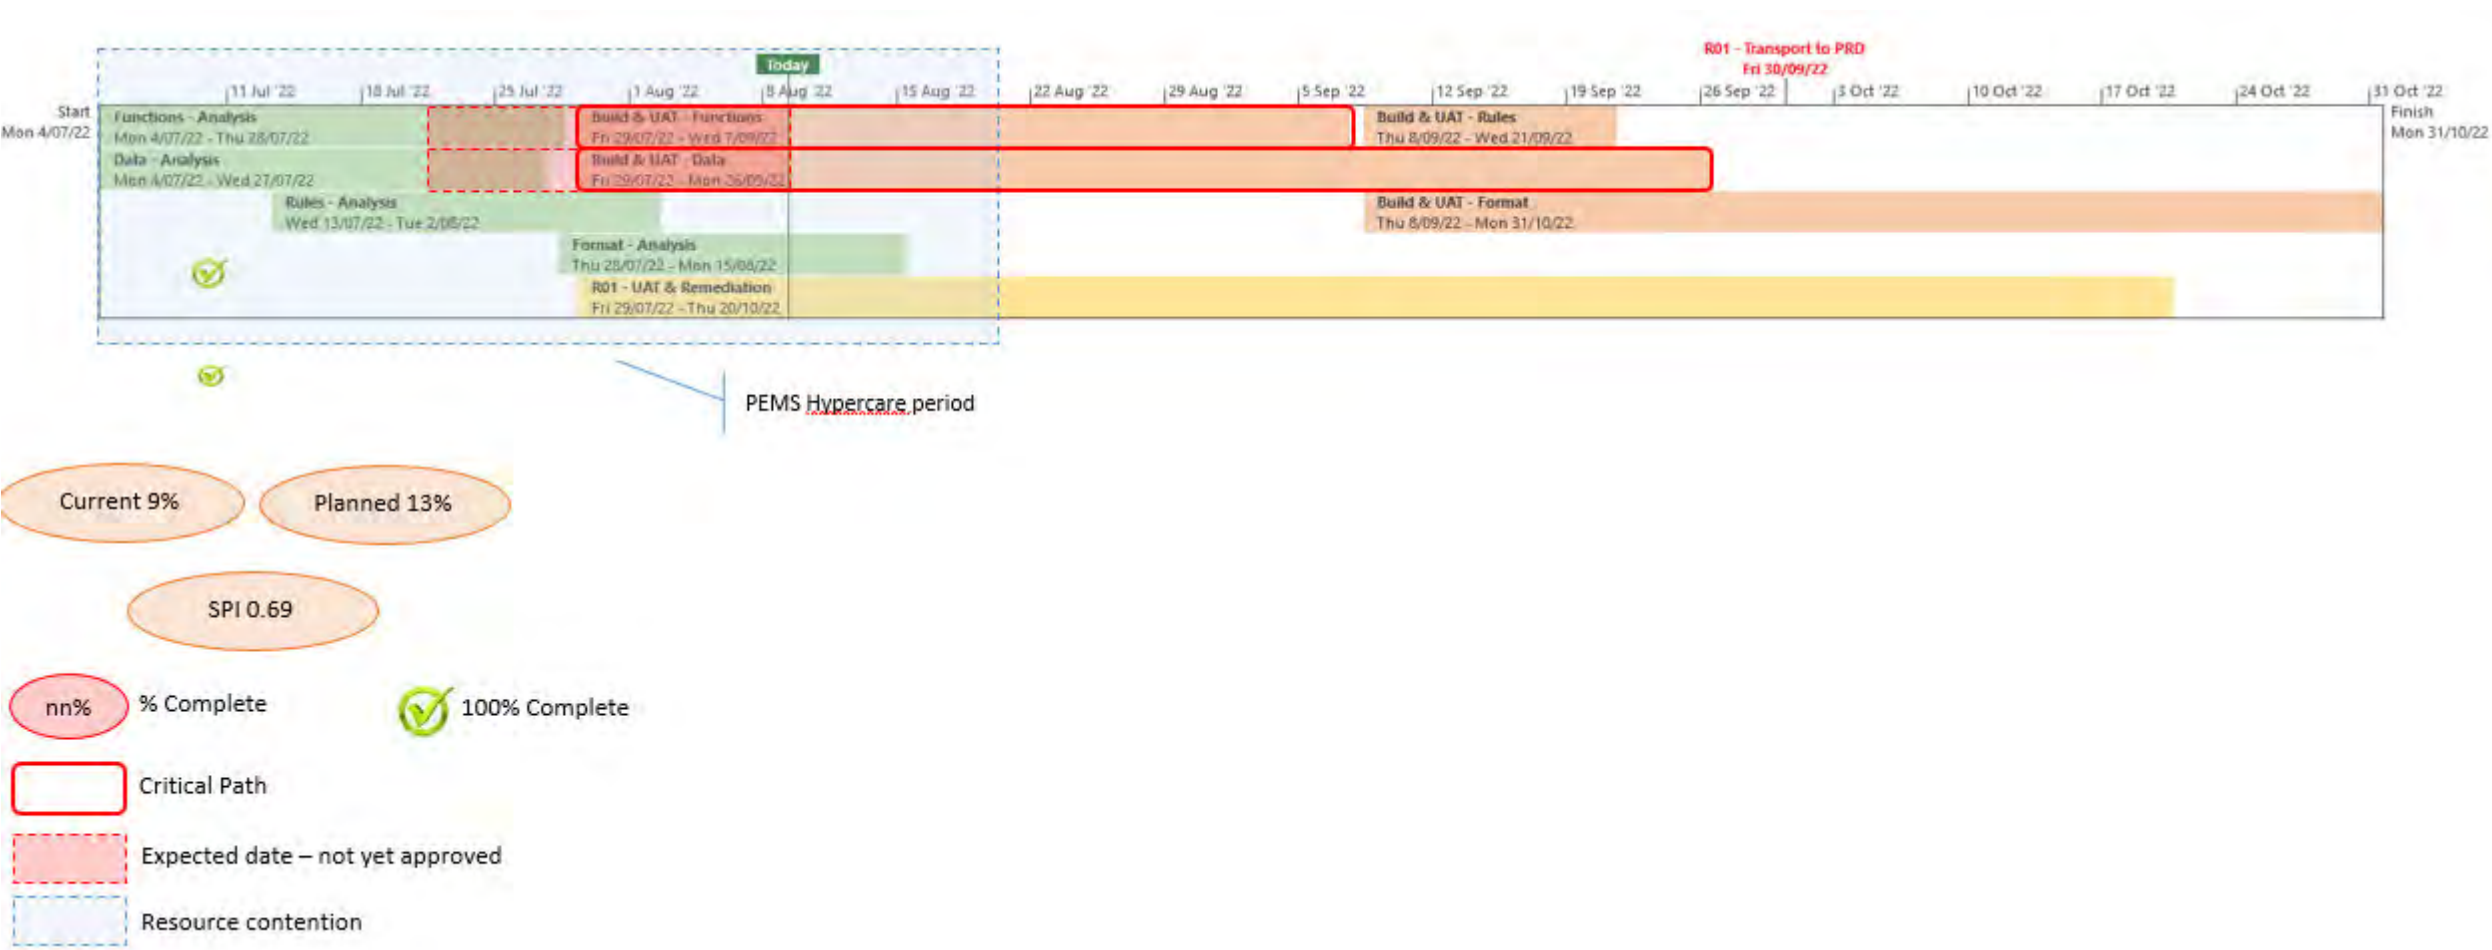 R01 - Transport to PRD
Fri 30/09/22
Today
11 Jul '22
18 Jul '22
25 Jul '22
1 Aug '22
8 Aug '22
15 Aug '22
22 Aug '22
29 Aug '22
5 Sep '22
12 Sep '22
19 Sep '22
26 Sep '22
3 Oct '22
10 Oct '22
17 Oct '22
24 Oct '22
31 Oct '22
Start
Mon 4/07/22
Functions - Analysis
Mon 4/07/22 - Thu 28/07/22
Build & UAT - Functions
Fri 29/07/22 - Wed 7/09/22
Build & UAT - Rules
Thu 8/09/22 - Wed 21/09/22
Finish
Mon 31/10/22
Data - Analysis
Mon 4/07/22 - Wed 27/07/22
Build & UAT - Data
Fri 29/07/22 - Mon 26/09/22
Rules - Analysis
Wed 13/07/22 - Tue 2/08/22
Build & UAT - Format
Thu 8/09/22 - Mon 31/10/22
Format - Analysis
Thu 28/07/22 - Mon 15/08/22
R01 - UAT & Remediation
Fri 29/07/22 - Thu 20/10/22
PEMS Hypercare period
Current 9%
Planned 13%
SPI 0.69
nn%
% Complete
100% Complete
Critical Path
Expected date – not yet approved
Resource contention